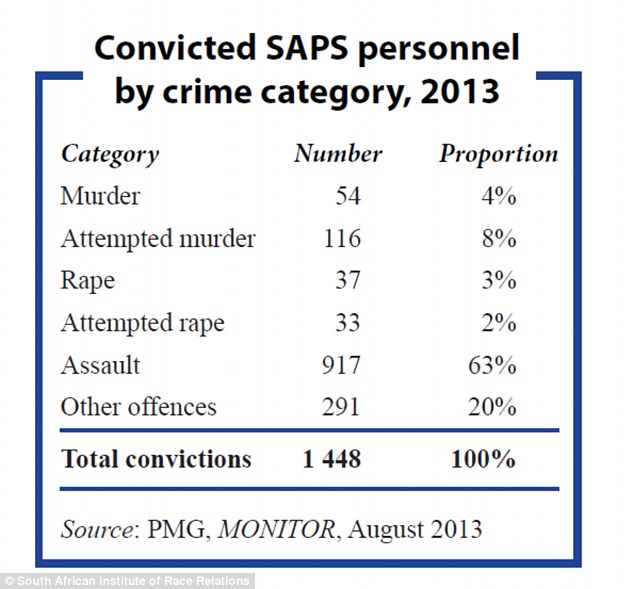 Convicted SAPS personnel
by crime category, 2013
Category Number Proportion
Murder 54 4%
Attempted murder 116 8%
Rape 37 3%
Attempted rape 33 2%
Assault 917 63%
Other offences 291 20%
Total convictions 1 448 100%
Source: PMG, MONITOR, August 2013
© South African Institute of Race Relations